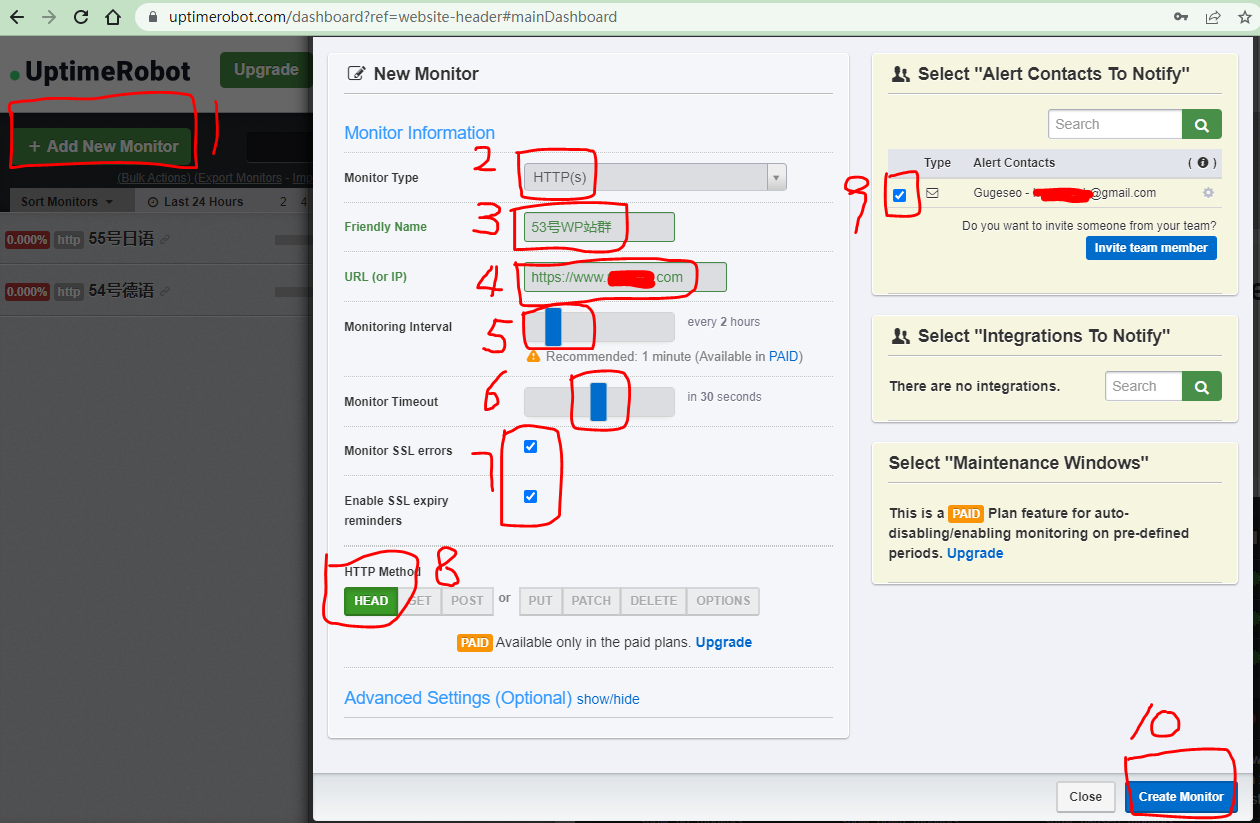 uptimerobot.com/dashboard?ref=website-header#mainDashboard
UptimeRobot
Upgrade
1
+ Add New Monitor
(Bulk Actions) (Export Monitors -
Sort Monitors
Last 24 Hours
2
0.000% http 55号日语
0.000% http 54号德语
New Monitor
Monitor Information
2
Monitor Type
HTTP(s)
3
Friendly Name
53号WP站群
4
URL (or IP)
https://www. .com
5
Monitoring Interval
every 2 hours
Recommended: 1 minute (Available in PAID)
6
Monitor Timeout
in 30 seconds
7
Monitor SSL errors
Enable SSL expiry
reminders
8
HTTP Method
HEAD GET POST or PUT PATCH DELETE OPTIONS
PAID Available only in the paid plans. Upgrade
Advanced Settings (Optional) show/hide
Select "Alert Contacts To Notify"
Search
Type Alert Contacts ( i )
9
Gugeseo - @gmail.com
Do you want to invite someone from your team?
Invite team member
Select "Integrations To Notify"
There are no integrations.
Search
Select "Maintenance Windows"
This is a PAID Plan feature for auto-
disabling/enabling monitoring on pre-defined
periods. Upgrade
10
Close
Create Monitor